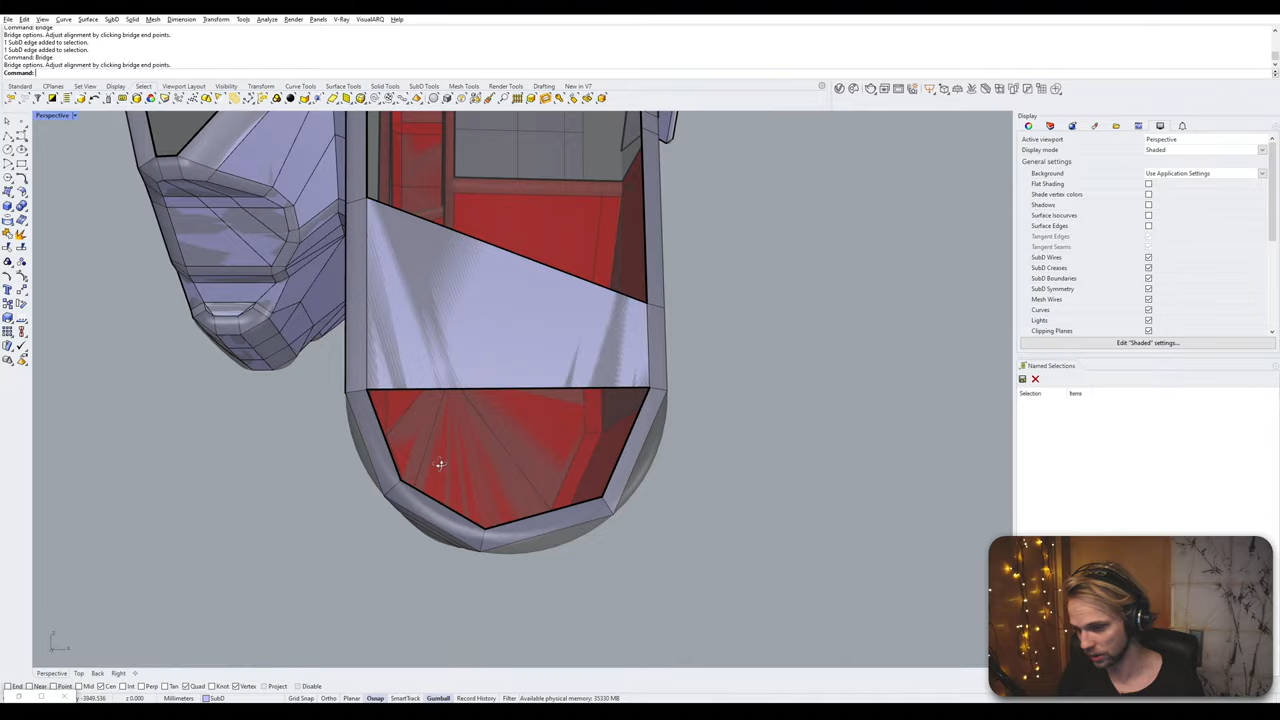 File Edit View Curve Surface SubD Solid Mesh Dimension Transform Tools Analyze Render Panels V-Ray VisualARQ Help
Command: Bridge
Bridge options. Adjust alignment by clicking bridge end points.
1 SubD edge added to selection.
1 SubD edge added to selection.
Command: Bridge
Bridge options. Adjust alignment by clicking bridge end points.
Command:
Standard CPlanes Set View Display Select Viewport Layout Visibility Transform Curve Tools Surface Tools Solid Tools SubD Tools Mesh Tools Render Tools Drafting New in V7
Perspective
Display
Active viewport Perspective
Display mode Shaded
General settings
Background Use Application Settings
Flat Shading
Shade vertex colors
Shadows
Surface Isocurves
Surface Edges
Tangent Edges
Tangent Seams
SubD Wires
SubD Creases
SubD Boundaries
SubD Symmetry
Mesh Wires
Curves
Lights
Clipping Planes
Edit "Shaded" settings...
Named Selections
Selection Items
z
x
Perspective Top Back Right
End Near Point Mid Cen Int Perp Tan Quad Knot Vertex Project Disable
-3949.536 z 0.000 Millimeters SubD Grid Snap Ortho Planar Osnap SmartTrack Gumball Record History Filter Available physical memory: 35330 MB